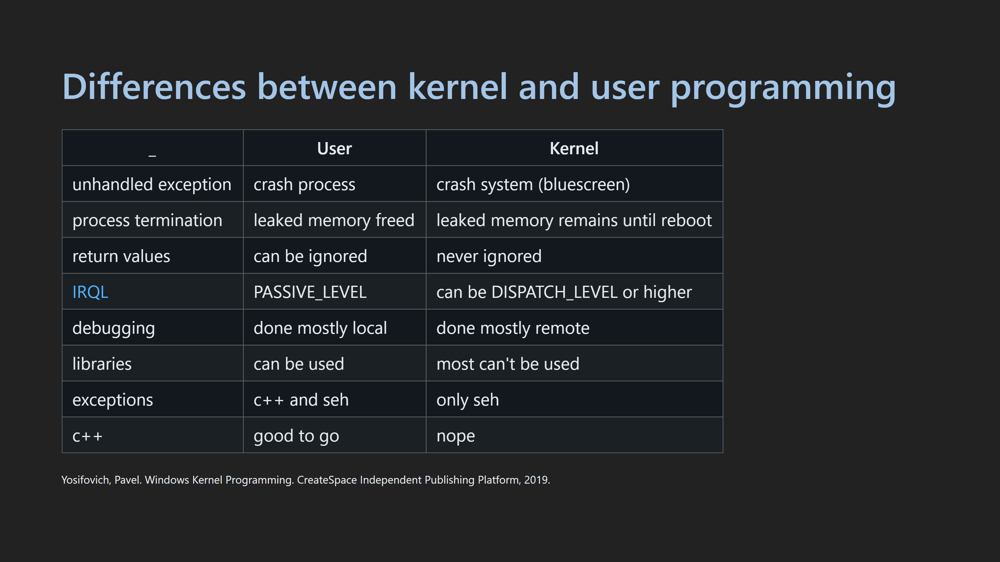 Differences between kernel and user programming
_ User Kernel
unhandled exception crash process crash system (bluescreen)
process termination leaked memory freed leaked memory remains until reboot
return values can be ignored never ignored
IRQL PASSIVE_LEVEL can be DISPATCH_LEVEL or higher
debugging done mostly local done mostly remote
libraries can be used most can't be used
exceptions c++ and seh only seh
c++ good to go nope
Yosifovich, Pavel. Windows Kernel Programming. CreateSpace Independent Publishing Platform, 2019.